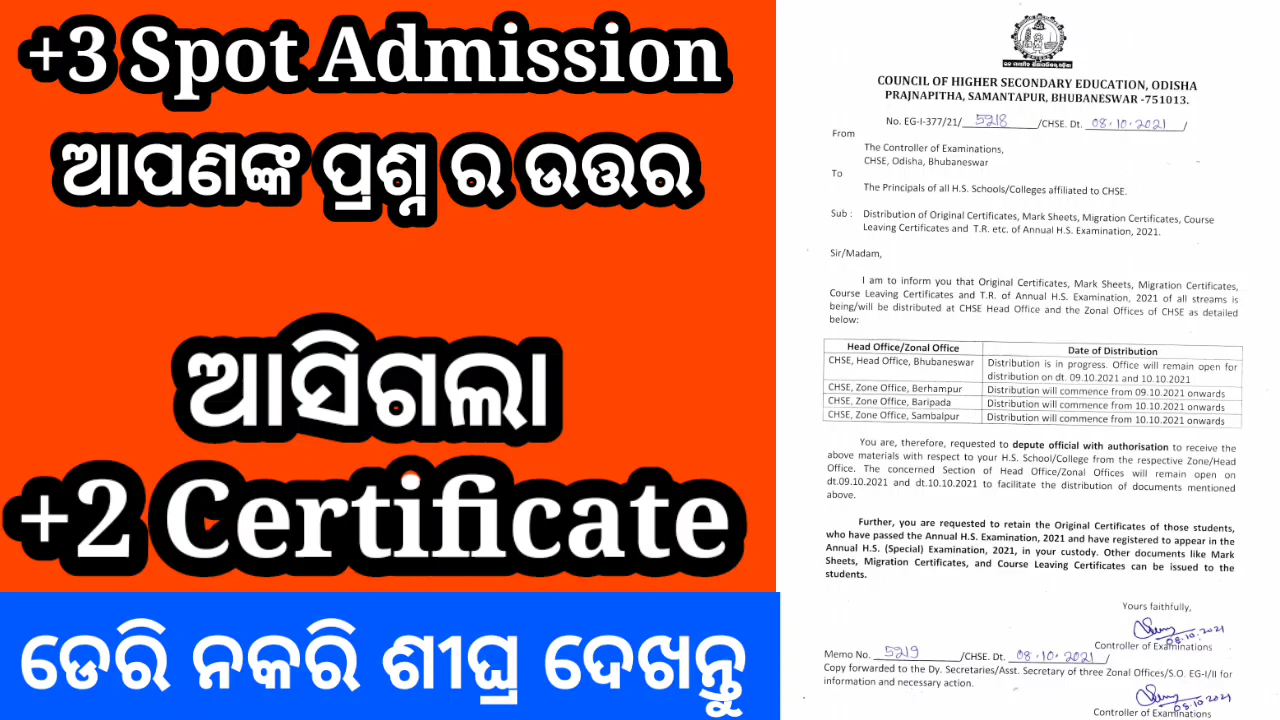 +3 Spot Admission
ଆପଣଙ୍କ ପ୍ରଶ୍ନ ର ଉତ୍ତର
ଆସିଗଲା
+2 Certificate
ଡେରି ନକରି ଶୀଘ୍ର ଦେଖନ୍ତୁ
COUNCIL OF HIGHER SECONDARY EDUCATION, ODISHA
PRAJNAPITHA, SAMANTAPUR, BHUBANESWAR -751013.
No. EG-I-377/21/ 5218 /CHSE. Dt. 08.10.2021/
From
The Controller of Examinations,
CHSE, Odisha, Bhubaneswar
To
The Principals of all H.S. Schools/Colleges affiliated to CHSE.
Sub : Distribution of Original Certificates, Mark Sheets, Migration Certificates, Course
Leaving Certificates and T.R. etc. of Annual H.S. Examination, 2021.
Sir/Madam,
I am to inform you that Original Certificates, Mark Sheets, Migration Certificates,
Course Leaving Certificates and T.R. of Annual H.S. Examination, 2021 of all streams is
being/will be distributed at CHSE Head Office and the Zonal Offices of CHSE as detailed
below:
Head Office/Zonal Office Date of Distribution
CHSE, Head Office, Bhubaneswar Distribution is in progress. Office will remain open for
distribution on dt. 09.10.2021 and 10.10.2021
CHSE, Zone Office, Berhampur Distribution will commence from 09.10.2021 onwards
CHSE, Zone Office, Baripada Distribution will commence from 10.10.2021 onwards
CHSE, Zone Office, Sambalpur Distribution will commence from 10.10.2021 onwards
You are, therefore, requested to depute official with authorisation to receive the
above materials with respect to your H.S. School/College from the respective Zone/Head
Office. The concerned Section of Head Office/Zonal Offices will remain open on
dt.09.10.2021 and dt.10.10.2021 to facilitate the distribution of documents mentioned
above.
Further, you are requested to retain the Original Certificates of those students,
who have passed the Annual H.S. Examination, 2021 and have registered to appear in the
Annual H.S. (Special) Examination, 2021, in your custody. Other documents like Mark
Sheets, Migration Certificates, and Course Leaving Certificates can be issued to the
students.
Yours faithfully,
08.10.2021
Controller of Examinations
Memo No. 5219 /CHSE. Dt. 08.10.2021/
Copy forwarded to the Dy. Secretaries/Asst. Secretary of three Zonal Offices/S.O. EG-I/II for
information and necessary action.
08.10.2021
Controller of Examinations